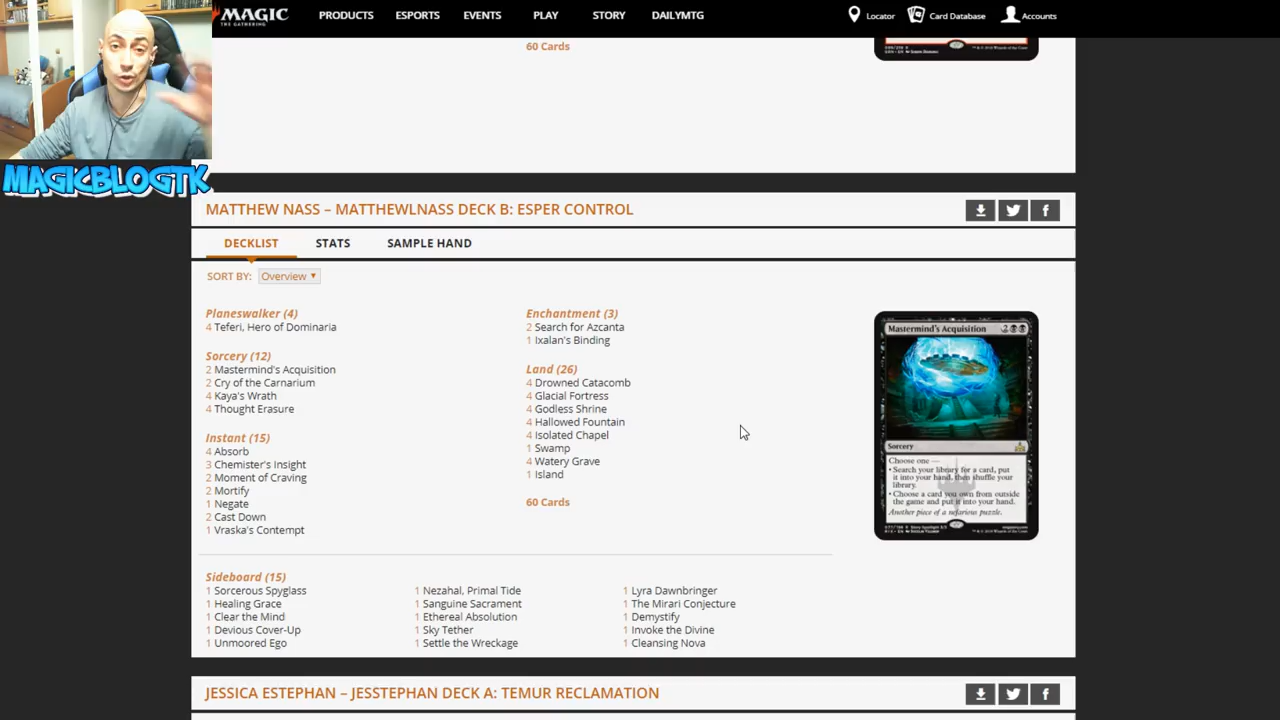 MAGIC
THE GATHERING
PRODUCTS
ESPORTS
EVENTS
PLAY
STORY
DAILYMTG
Locator
Card Database
Accounts
60 Cards
MAGICBLOGTK
MATTHEW NASS – MATTHEWLNASS DECK B: ESPER CONTROL
DECKLIST
STATS
SAMPLE HAND
SORT BY: Overview
Planeswalker (4)
4 Teferi, Hero of Dominaria
Sorcery (12)
2 Mastermind's Acquisition
2 Cry of the Carnarium
4 Kaya's Wrath
4 Thought Erasure
Instant (15)
4 Absorb
3 Chemister's Insight
2 Moment of Craving
2 Mortify
1 Negate
2 Cast Down
1 Vraska's Contempt
Enchantment (3)
2 Search for Azcanta
1 Ixalan's Binding
Land (26)
4 Drowned Catacomb
4 Glacial Fortress
4 Godless Shrine
4 Hallowed Fountain
4 Isolated Chapel
1 Swamp
4 Watery Grave
1 Island
60 Cards
Mastermind's Acquisition 2
Sorcery
Choose one —
• Search your library for a card, put
it into your hand, then shuffle your
library.
• Choose a card you own from outside
the game and put it into your hand.
Another piece of a nefarious puzzle.
Sideboard (15)
1 Sorcerous Spyglass
1 Healing Grace
1 Clear the Mind
1 Devious Cover-Up
1 Unmoored Ego
1 Nezahal, Primal Tide
1 Sanguine Sacrament
1 Ethereal Absolution
1 Sky Tether
1 Settle the Wreckage
1 Lyra Dawnbringer
1 The Mirari Conjecture
1 Demystify
1 Invoke the Divine
1 Cleansing Nova
JESSICA ESTEPHAN – JESSTEPHAN DECK A: TEMUR RECLAMATION